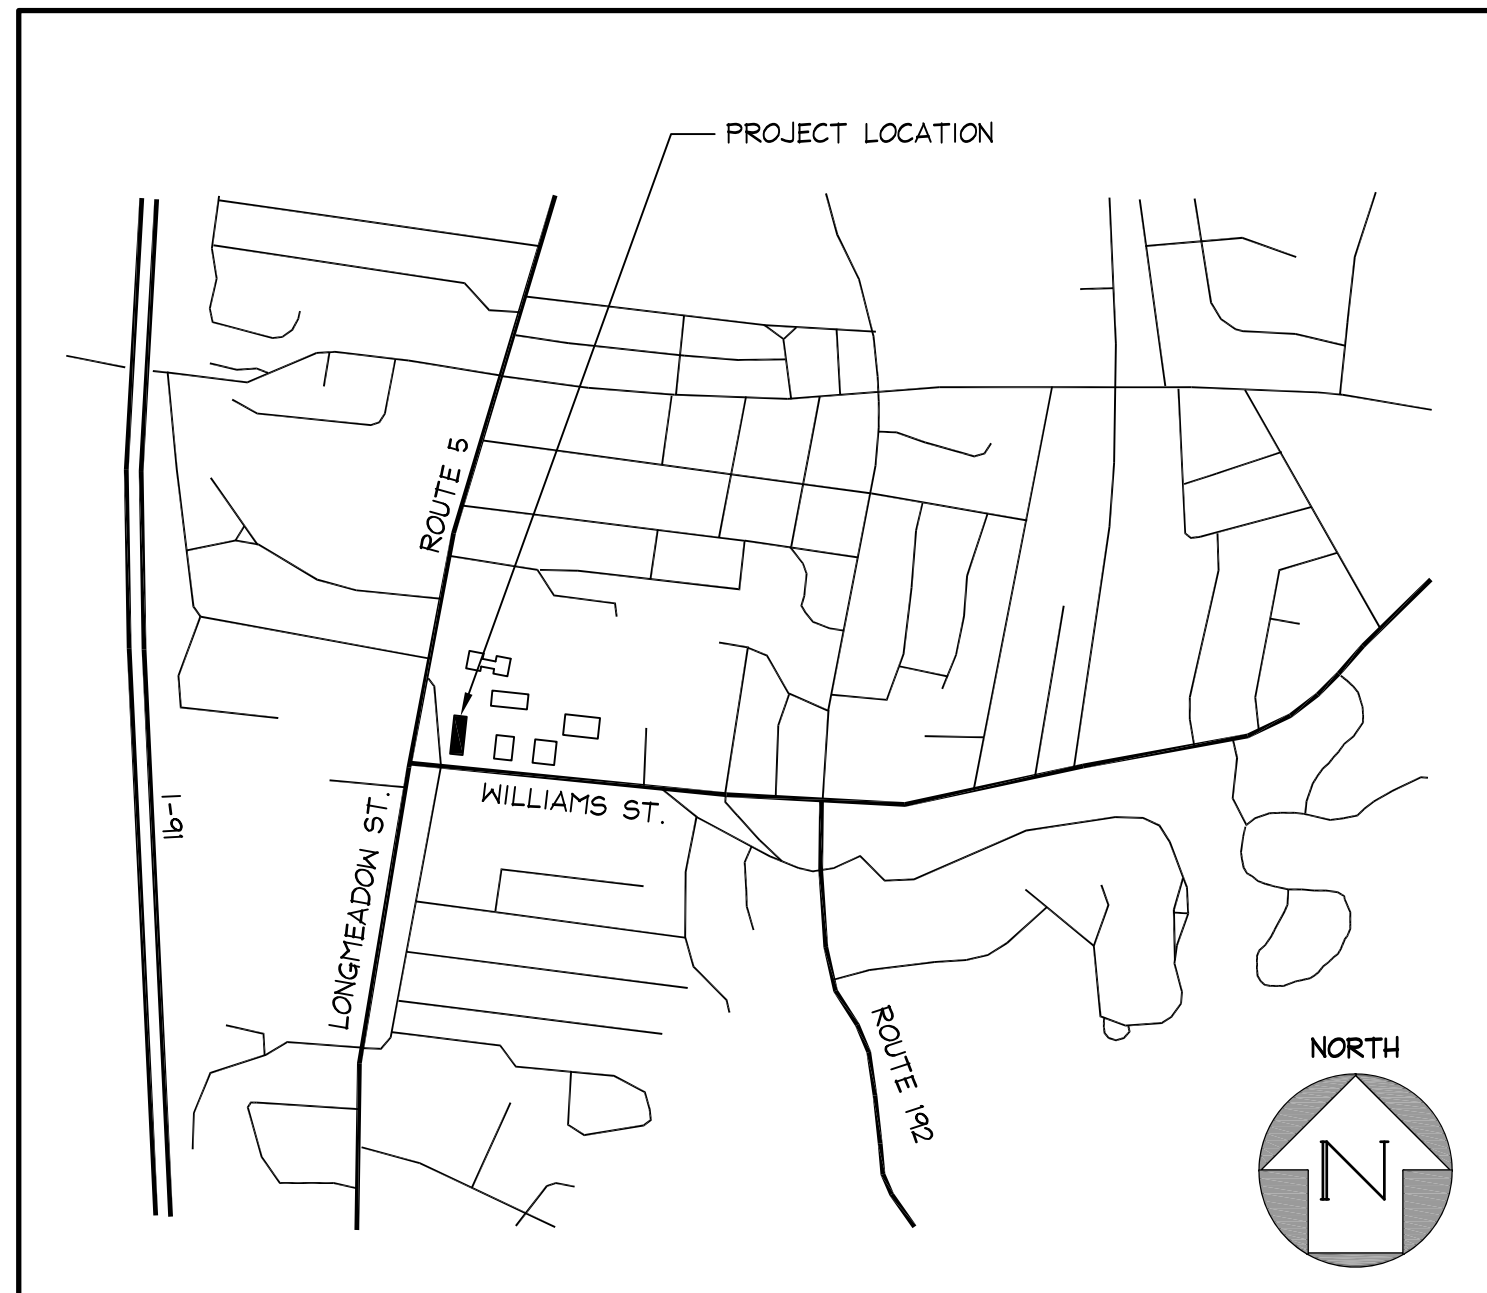 PROJECT LOCATION
ROUTE 5
WILLIAMS ST.
I-91
LONGMEADOW ST.
ROUTE 192
NORTH
N